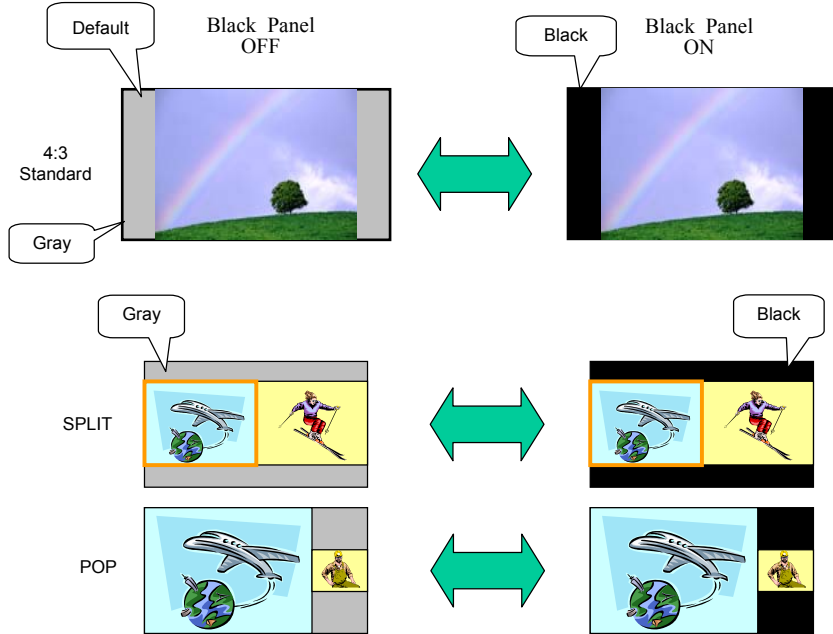 Default
Black Panel
OFF
Black
Black Panel
ON
4:3
Standard
Gray
Gray
Black
SPLIT
POP